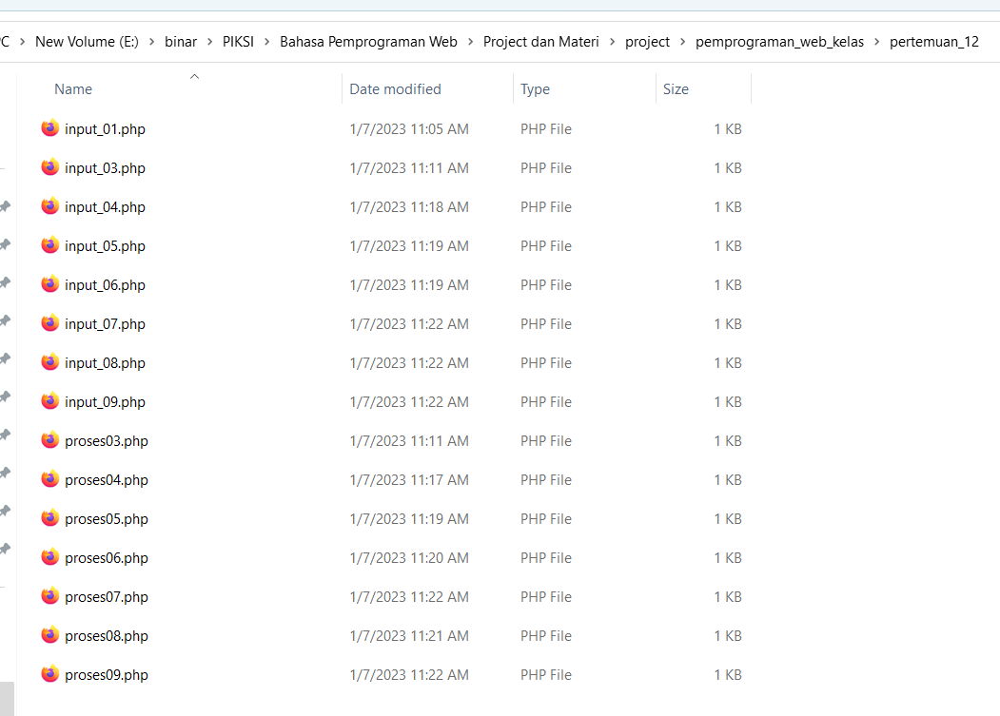 C > New Volume (E:) > binar > PIKSI > Bahasa Pemprograman Web > Project dan Materi > project > pemprograman_web_kelas > pertemuan_12
Name Date modified Type Size
input_01.php 1/7/2023 11:05 AM PHP File 1 KB
input_03.php 1/7/2023 11:11 AM PHP File 1 KB
input_04.php 1/7/2023 11:18 AM PHP File 1 KB
input_05.php 1/7/2023 11:19 AM PHP File 1 KB
input_06.php 1/7/2023 11:19 AM PHP File 1 KB
input_07.php 1/7/2023 11:22 AM PHP File 1 KB
input_08.php 1/7/2023 11:22 AM PHP File 1 KB
input_09.php 1/7/2023 11:22 AM PHP File 1 KB
proses03.php 1/7/2023 11:11 AM PHP File 1 KB
proses04.php 1/7/2023 11:17 AM PHP File 1 KB
proses05.php 1/7/2023 11:19 AM PHP File 1 KB
proses06.php 1/7/2023 11:20 AM PHP File 1 KB
proses07.php 1/7/2023 11:22 AM PHP File 1 KB
proses08.php 1/7/2023 11:21 AM PHP File 1 KB
proses09.php 1/7/2023 11:22 AM PHP File 1 KB